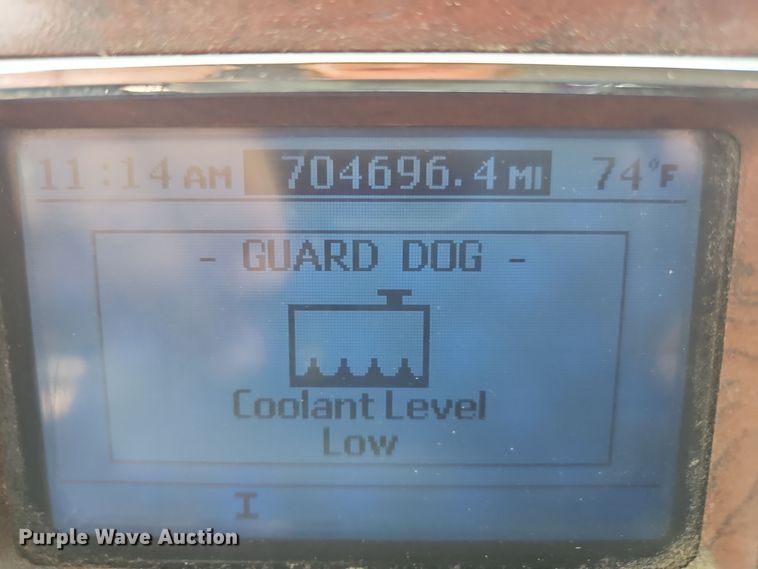 11:14 AM 704696.4 MI 74°F
- GUARD DOG -
Coolant Level
Low
I
Purple Wave Auction